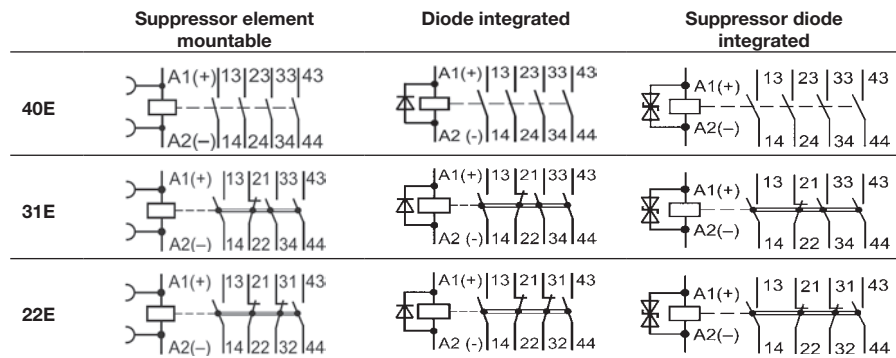 Suppressor element mountable
Diode integrated
Suppressor diode integrated
40E
A1(+) 13 23 33 43
A2(–) 14 24 34 44
A1(+) 13 23 33 43
A2 (-) 14 24 34 44
A1(+) 13 23 33 43
A2(–) 14 24 34 44
31E
A1(+) 13 21 33 43
A2(–) 14 22 34 44
A1(+) 13 21 33 43
A2 (-) 14 22 34 44
A1(+) 13 21 33 43
A2(–) 14 22 34 44
22E
A1(+) 13 21 31 43
A2(–) 14 22 32 44
A1(+) 13 21 31 43
A2 (-) 14 22 32 44
A1(+) 13 21 31 43
A2(–) 14 22 32 44